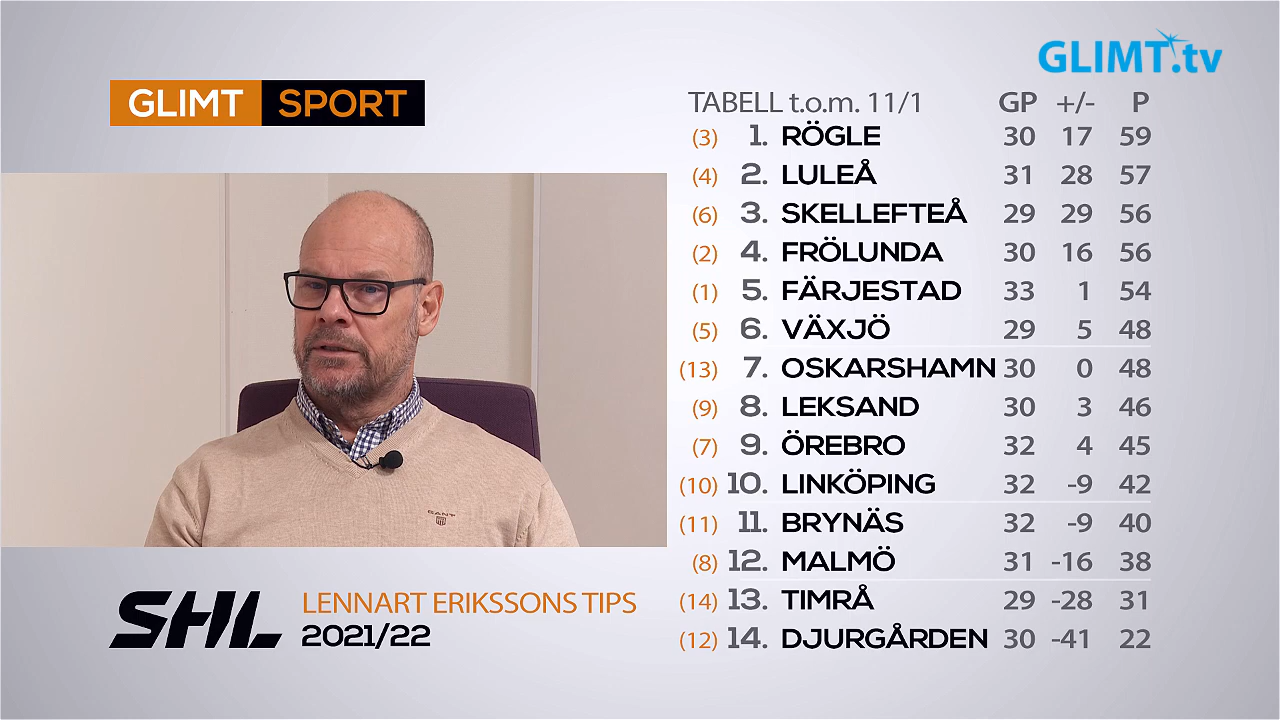 GLIMT.tv
GLIMT SPORT
TABELL t.o.m. 11/1 GP +/- P
(3) 1. RÖGLE 30 17 59
(4) 2. LULEÅ 31 28 57
(6) 3. SKELLEFTEÅ 29 29 56
(2) 4. FRÖLUNDA 30 16 56
(1) 5. FÄRJESTAD 33 1 54
(5) 6. VÄXJÖ 29 5 48
(13) 7. OSKARSHAMN 30 0 48
(9) 8. LEKSAND 30 3 46
(7) 9. ÖREBRO 32 4 45
(10) 10. LINKÖPING 32 -9 42
(11) 11. BRYNÄS 32 -9 40
(8) 12. MALMÖ 31 -16 38
(14) 13. TIMRÅ 29 -28 31
(12) 14. DJURGÅRDEN 30 -41 22
GANT
SHL
LENNART ERIKSSONS TIPS
2021/22